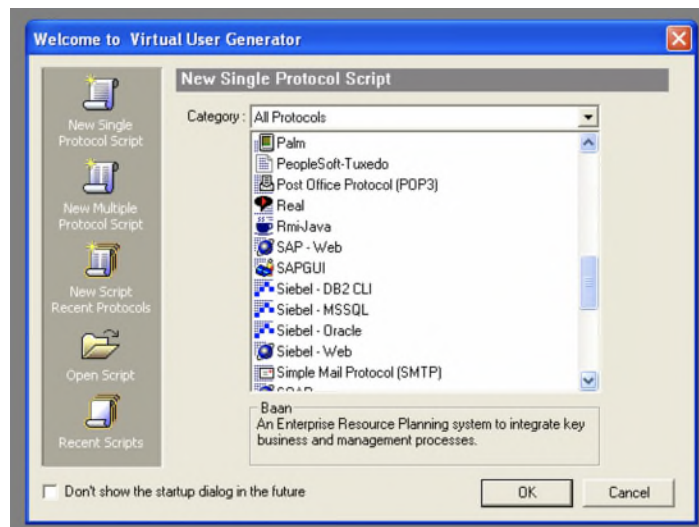 Welcome to Virtual User Generator
New Single Protocol Script
New Single
Protocol Script
New Multiple
Protocol Script
New Script
Recent Protocols
Open Script
Recent Scripts
Category :
All Protocols
Palm
PeopleSoft-Tuxedo
Post Office Protocol (POP3)
Real
Rmi-Java
SAP - Web
SAPGUI
Siebel - DB2 CLI
Siebel - MSSQL
Siebel - Oracle
Siebel - Web
Simple Mail Protocol (SMTP)
SOAP
Baan
An Enterprise Resource Planning system to integrate key
business and management processes.
Don't show the startup dialog in the future
OK
Cancel